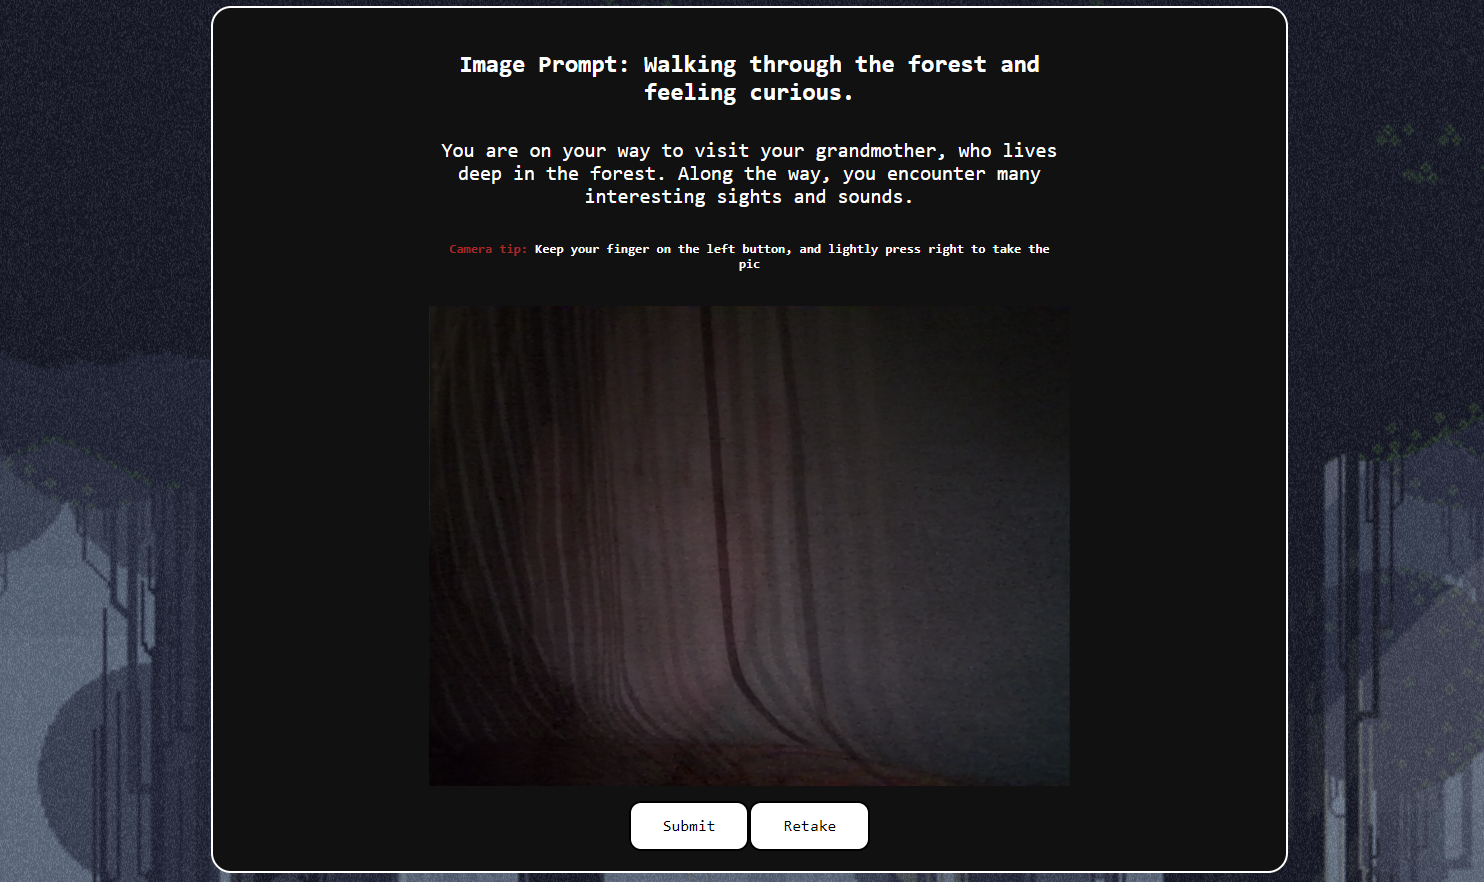 Image Prompt: Walking through the forest and
feeling curious.
You are on your way to visit your grandmother, who lives
deep in the forest. Along the way, you encounter many
interesting sights and sounds.
Camera tip: Keep your finger on the left button, and lightly press right to take the
pic
Submit
Retake